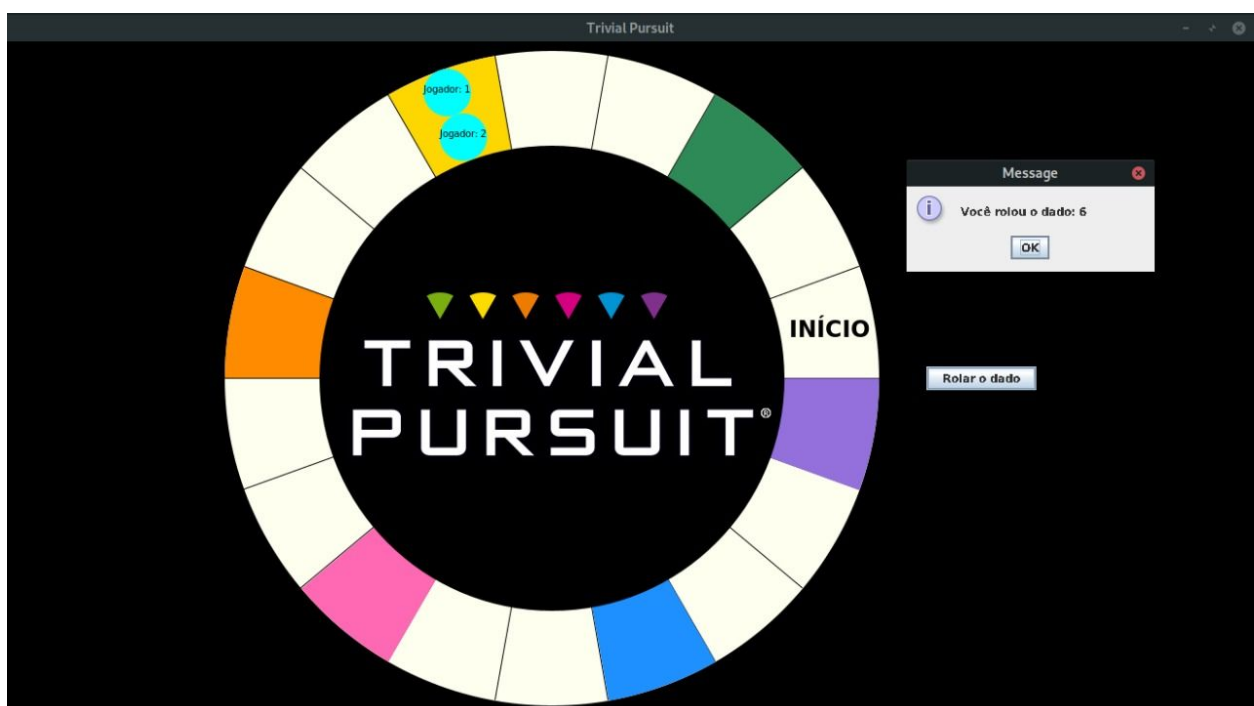 Trivial Pursuit
Jogador: 1
Jogador: 2
Message
i
Você rolou o dado: 6
OK
INÍCIO
TRIVIAL
PURSUIT®
Rolar o dado